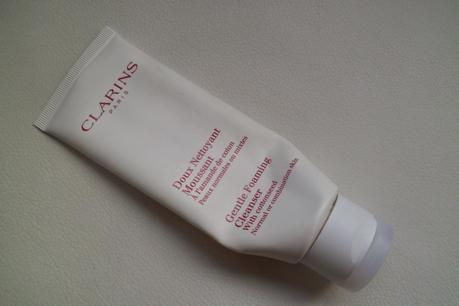 CLARINS
PARIS
Doux Nettoyant
Moussant
À l'amande de coton
Peaux normales ou mixtes
Gentle Foaming
Cleanser
With cottonseed
Normal or combination skin